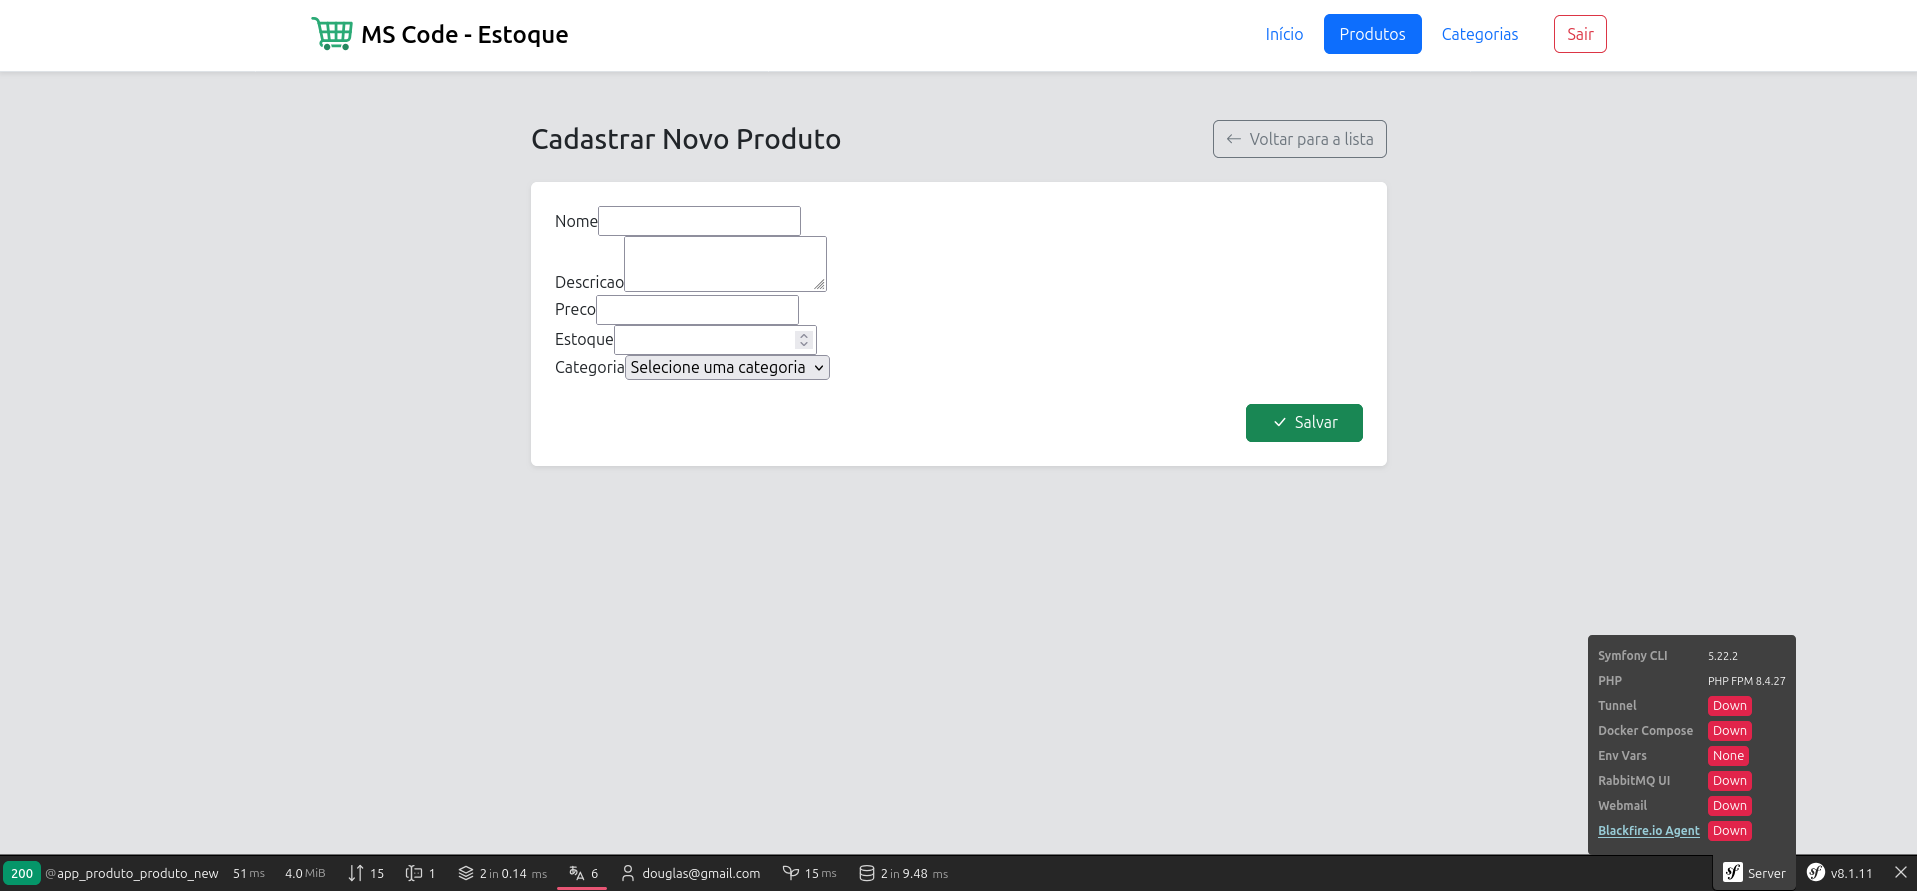 MS Code - Estoque
Início
Produtos
Categorias
Sair
Cadastrar Novo Produto
← Voltar para a lista
Nome
Descricao
Preco
Estoque
Categoria Selecione uma categoria
Salvar
Symfony CLI 5.22.2
PHP PHP FPM 8.4.27
Tunnel Down
Docker Compose Down
Env Vars None
RabbitMQ UI Down
Webmail Down
Blackfire.io Agent Down
200 @app_produto_produto_new 51 ms 4.0 MiB 15 1 2 in 0.14 ms 6 douglas@gmail.com 15 ms 2 in 9.48 ms Server v8.1.11